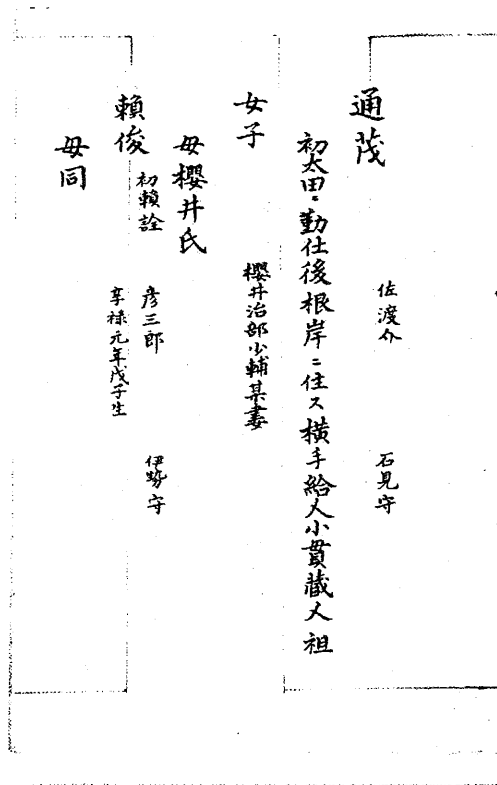 通茂 佐渡介 石見守
初太田ニ勤仕後根岸ニ住ス横手給人小貫蔵人祖
女子 櫻井治部少輔某妻
母櫻井氏
頼俊 初頼詮 彦三郎 伊勢守
享禄元年戊子生
母同